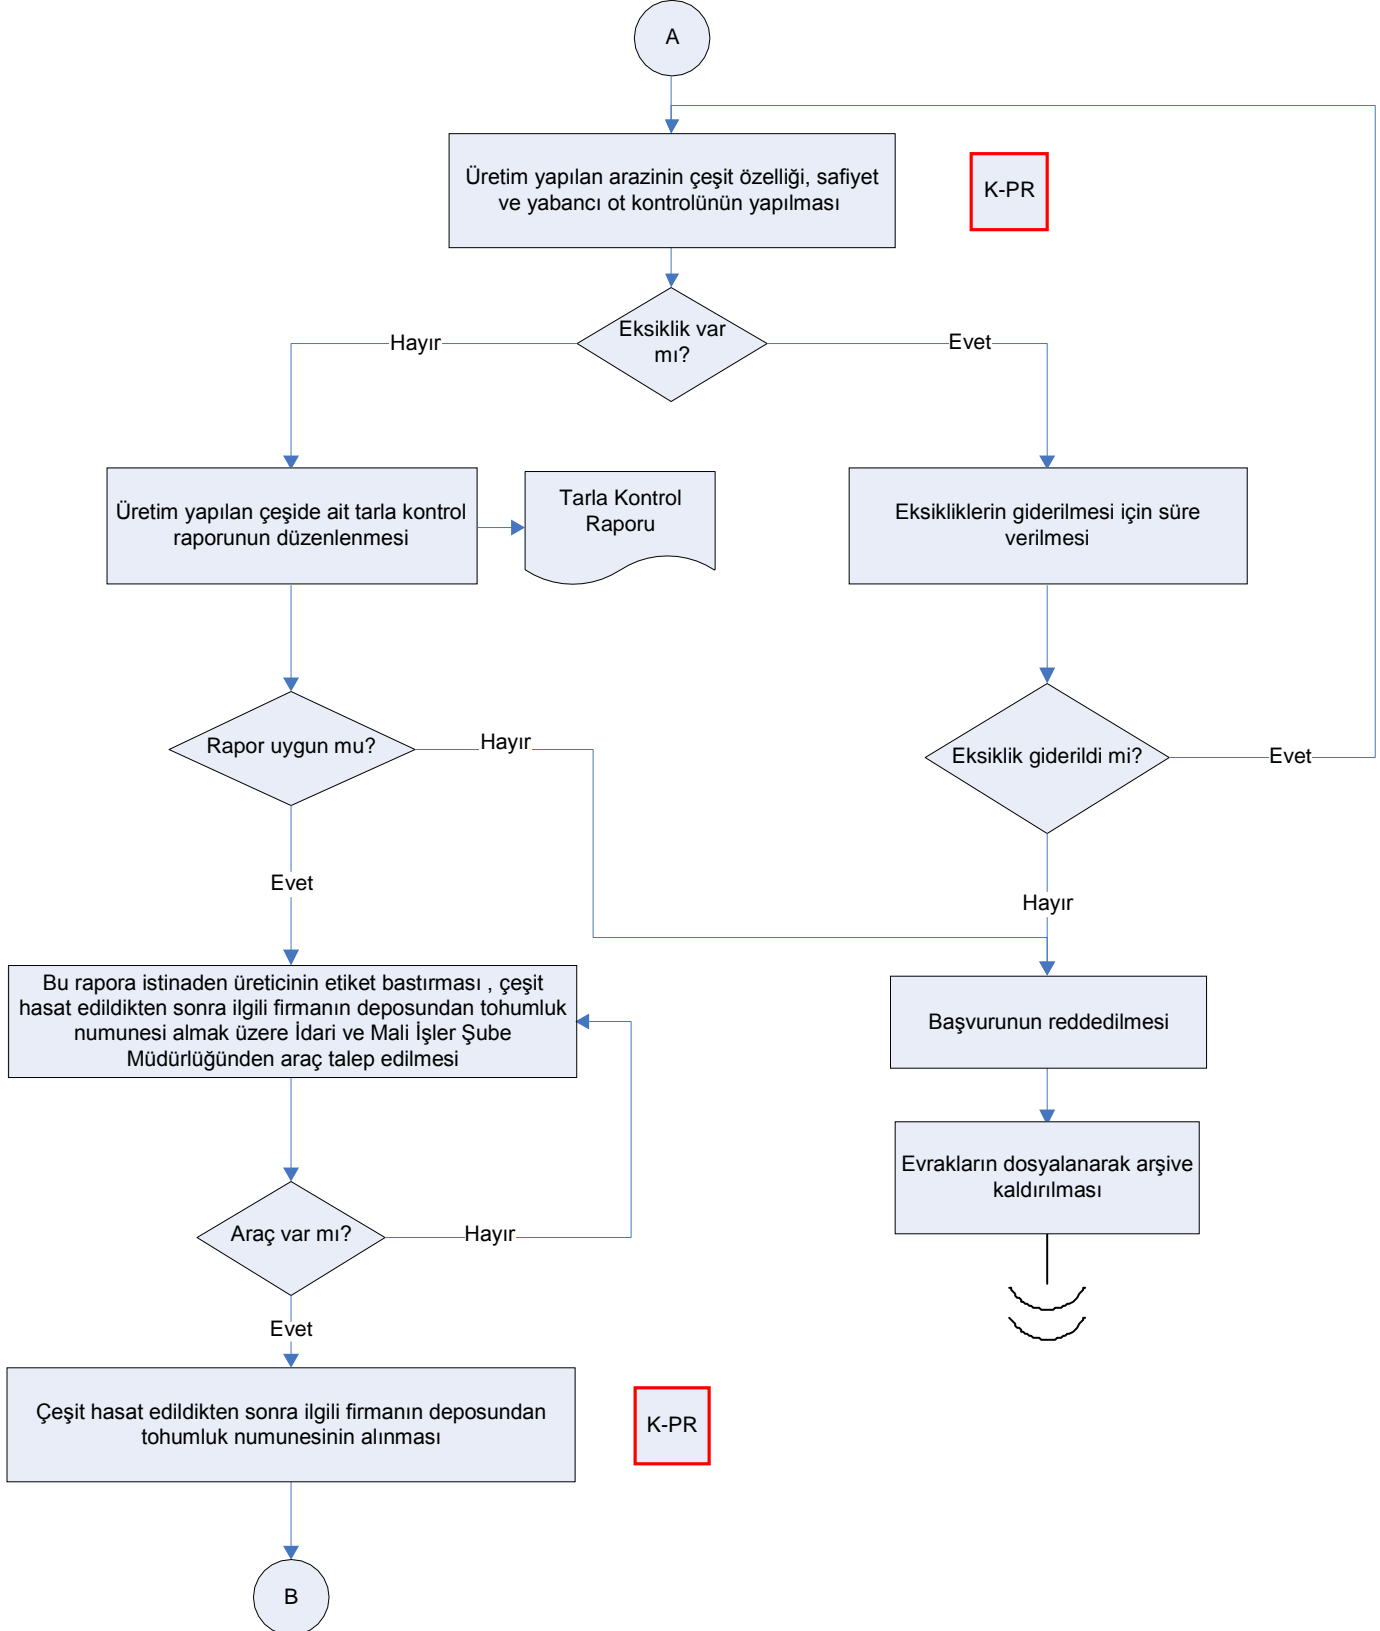 A
Üretim yapılan arazinin çeşit özelliği, safiyet
ve yabancı ot kontrolünün yapılması
K-PR
Eksiklik var
mı?
Hayır
Evet
Üretim yapılan çeşide ait tarla kontrol
raporunun düzenlenmesi
Tarla Kontrol
Raporu
Eksikliklerin giderilmesi için süre
verilmesi
Rapor uygun mu?
Hayır
Eksiklik giderildi mi?
Evet
Evet
Hayır
Bu rapora istinaden üreticinin etiket bastırması , çeşit
hasat edildikten sonra ilgili firmanın deposundan tohumluk
numunesi almak üzere İdari ve Mali İşler Şube
Müdürlüğünden araç talep edilmesi
Başvurunun reddedilmesi
Evrakların dosyalanarak arşive
kaldırılması
Araç var mı?
Hayır
Evet
Çeşit hasat edildikten sonra ilgili firmanın deposundan
tohumluk numunesinin alınması
K-PR
B